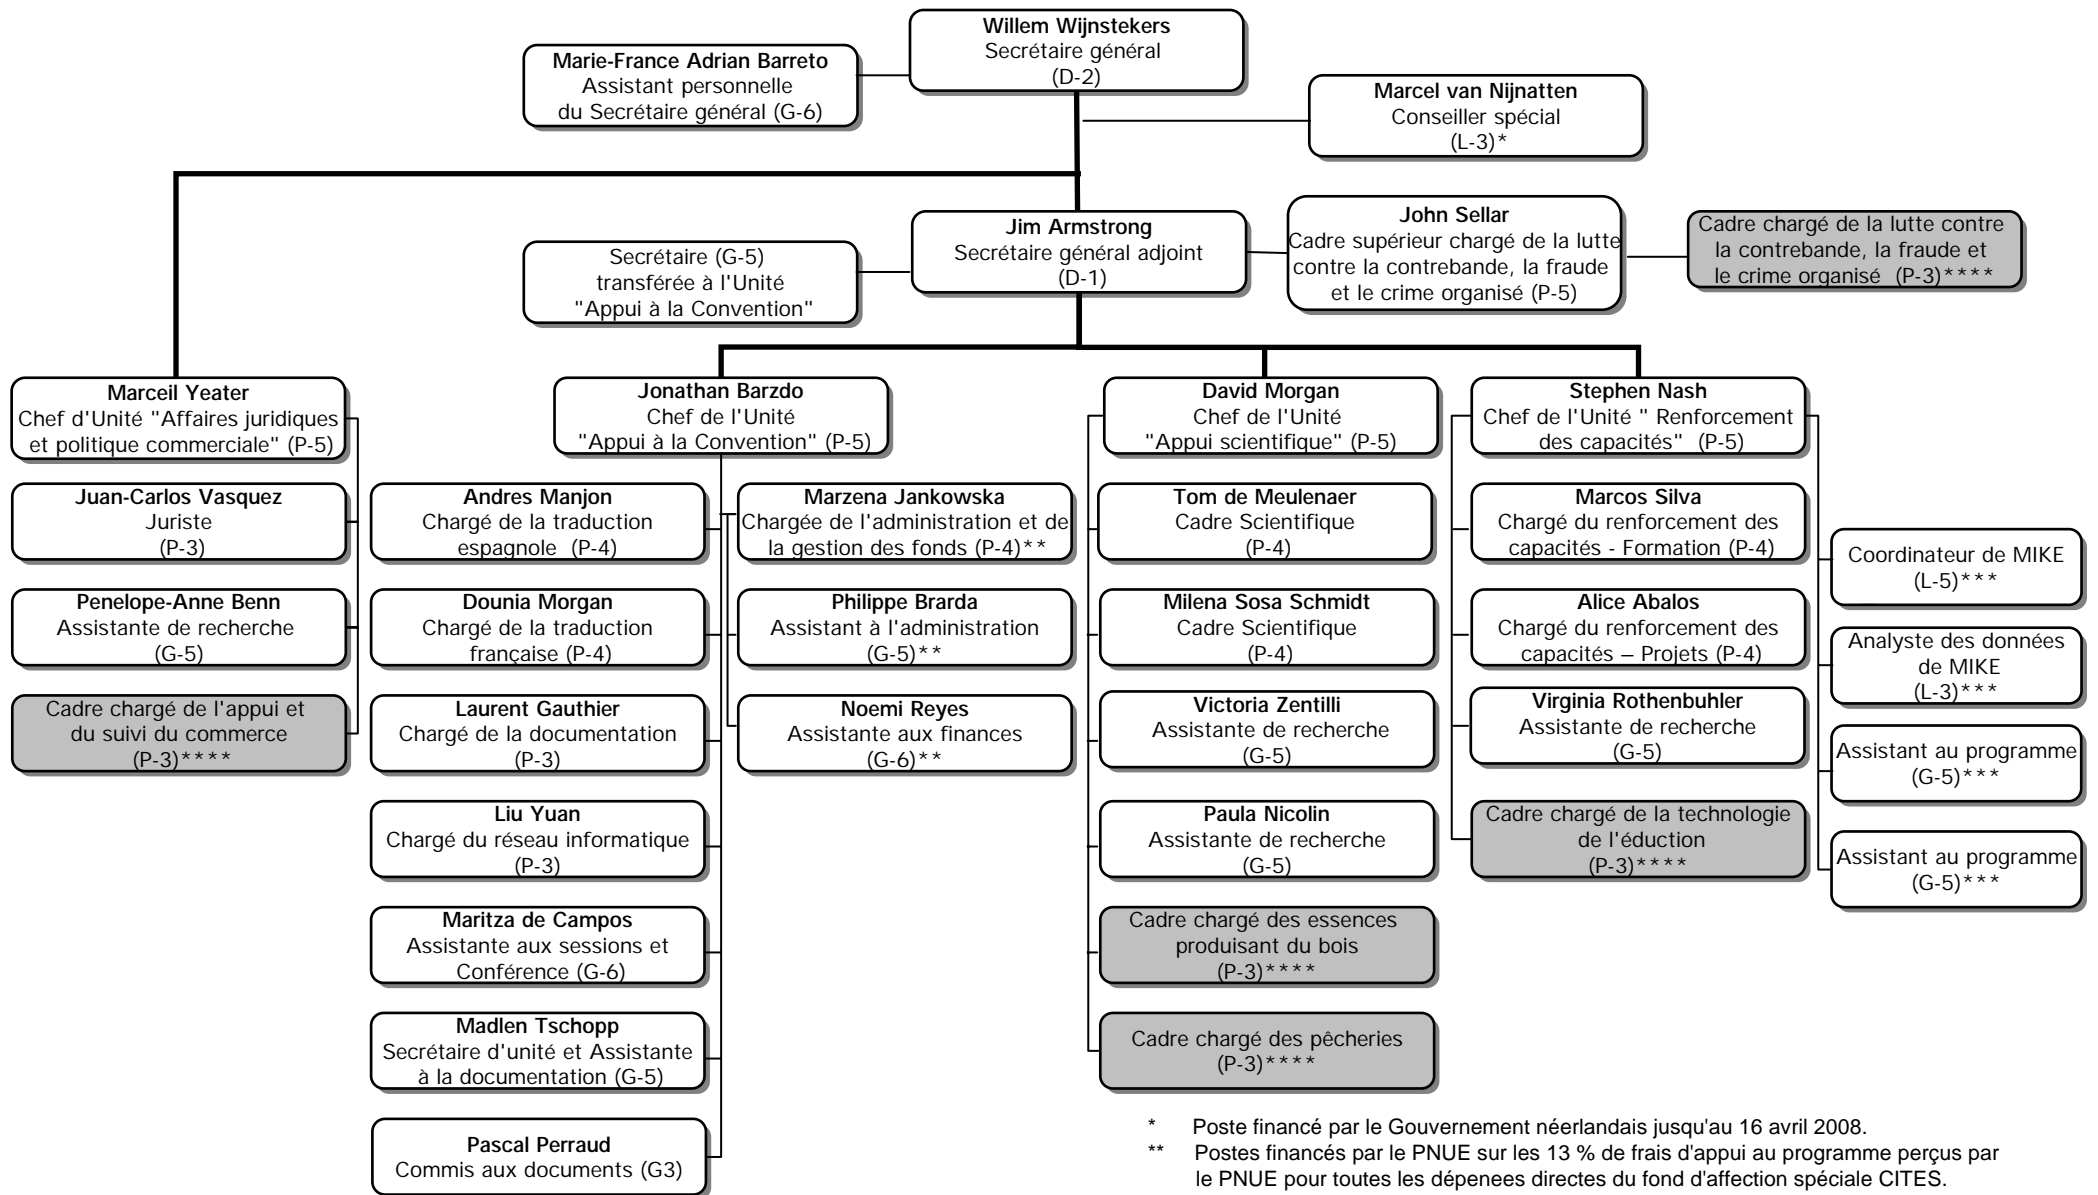 Willem Wijnstekers
Secrétaire général
(D-2)
Marie-France Adrian Barreto
Assistant personnelle
du Secrétaire général (G-6)
Marcel van Nijnatten
Conseiller spécial
(L-3)*
Jim Armstrong
Secrétaire général adjoint
(D-1)
Secrétaire (G-5)
transférée à l'Unité
"Appui à la Convention"
John Sellar
Cadre supérieur chargé de la lutte
contre la contrebande, la fraude
et le crime organisé (P-5)
Cadre chargé de la lutte contre
la contrebande, la fraude et
le crime organisé (P-3)****
Marceil Yeater
Chef d'Unité "Affaires juridiques
et politique commerciale" (P-5)
Juan-Carlos Vasquez
Juriste
(P-3)
Penelope-Anne Benn
Assistante de recherche
(G-5)
Cadre chargé de l'appui et
du suivi du commerce
(P-3)****
Jonathan Barzdo
Chef de l'Unité
"Appui à la Convention" (P-5)
Andres Manjon
Chargé de la traduction
espagnole (P-4)
Dounia Morgan
Chargé de la traduction
française (P-4)
Laurent Gauthier
Chargé de la documentation
(P-3)
Liu Yuan
Chargé du réseau informatique
(P-3)
Maritza de Campos
Assistante aux sessions et
Conférence (G-6)
Madlen Tschopp
Secrétaire d'unité et Assistante
à la documentation (G-5)
Pascal Perraud
Commis aux documents (G3)
Marzena Jankowska
Chargée de l'administration et de
la gestion des fonds (P-4)**
Philippe Brarda
Assistant à l'administration
(G-5)**
Noemi Reyes
Assistante aux finances
(G-6)**
David Morgan
Chef de l'Unité
"Appui scientifique" (P-5)
Tom de Meulenaer
Cadre Scientifique
(P-4)
Milena Sosa Schmidt
Cadre Scientifique
(P-4)
Victoria Zentilli
Assistante de recherche
(G-5)
Paula Nicolin
Assistante de recherche
(G-5)
Cadre chargé des essences
produisant du bois
(P-3)****
Cadre chargé des pêcheries
(P-3)****
Stephen Nash
Chef de l'Unité " Renforcement
des capacités" (P-5)
Marcos Silva
Chargé du renforcement des
capacités - Formation (P-4)
Alice Abalos
Chargé du renforcement des
capacités – Projets (P-4)
Virginia Rothenbuhler
Assistante de recherche
(G-5)
Cadre chargé de la technologie
de l'éduction
(P-3)****
Coordinateur de MIKE
(L-5)***
Analyste des données
de MIKE
(L-3)***
Assistant au programme
(G-5)***
Assistant au programme
(G-5)***
* Poste financé par le Gouvernement néerlandais jusqu'au 16 avril 2008.
** Postes financés par le PNUE sur les 13 % de frais d'appui au programme perçus par
le PNUE pour toutes les dépenees directes du fond d'affection spéciale CITES.